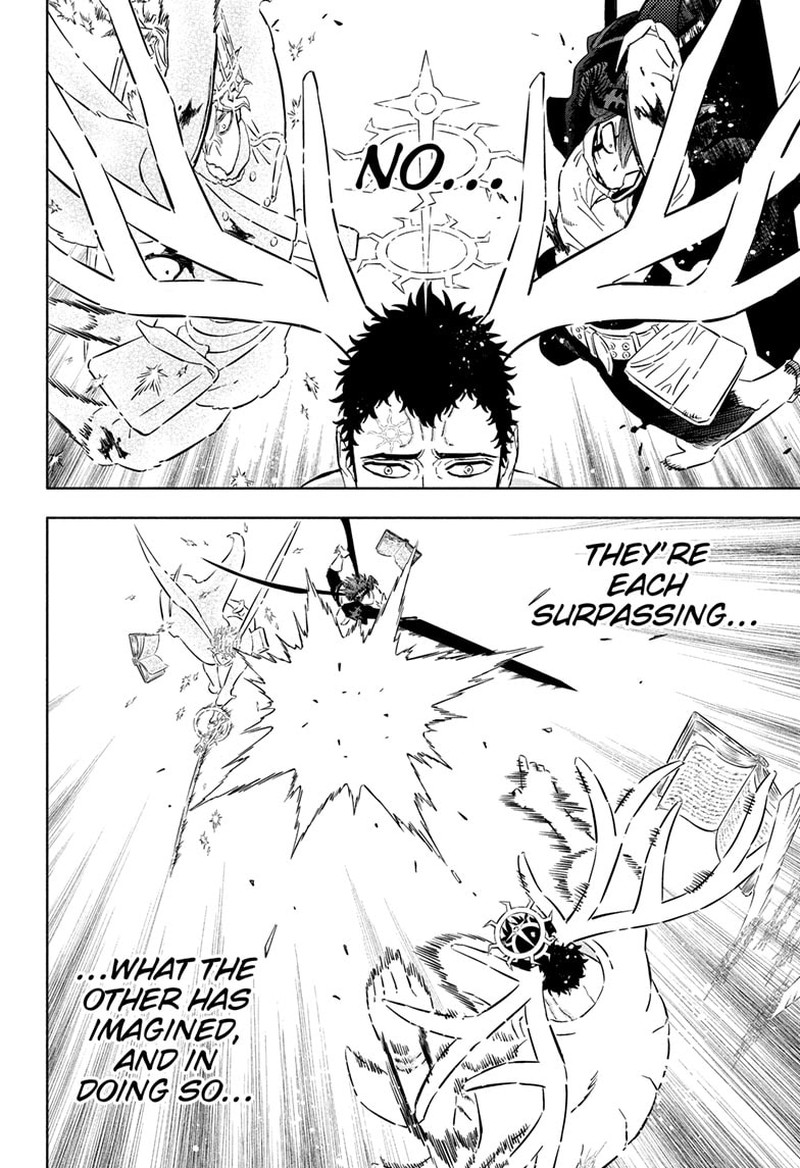 NO...
THEY'RE
EACH
SURPASSING...
...WHAT THE
OTHER HAS
IMAGINED,
AND IN
DOING SO...